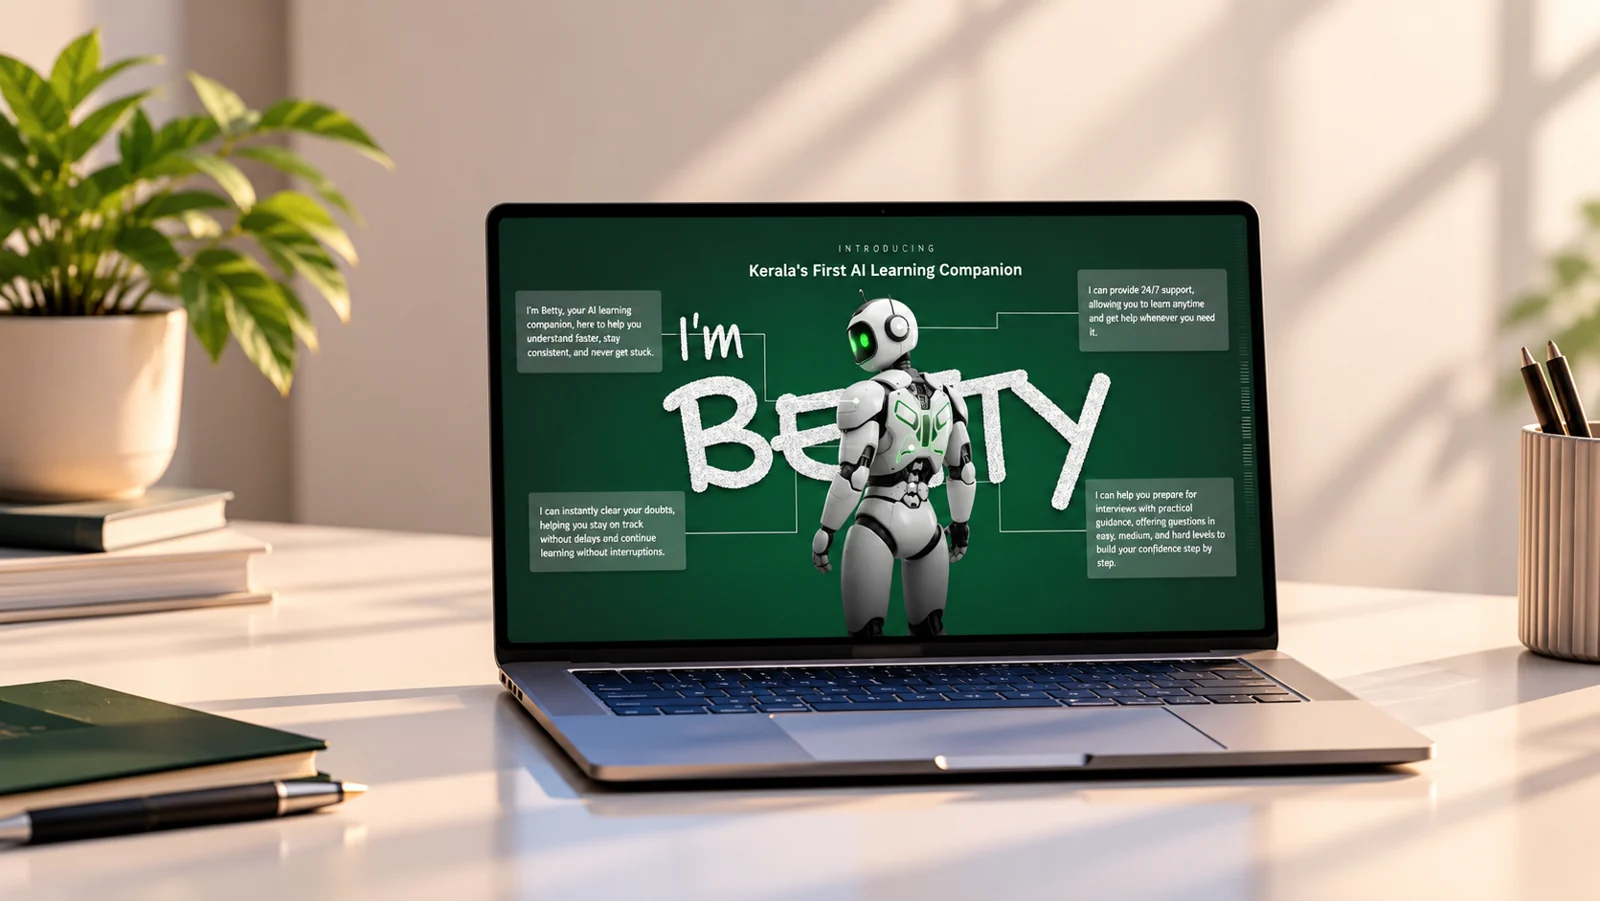 INTRODUCING
Kerala's First AI Learning Companion
I'm Betty, your AI learning
companion, here to help you
understand faster, stay
consistent, and never get stuck.
I'm
BETTY
I can provide 24/7 support,
allowing you to learn anytime
and get help whenever you need
it.
I can instantly clear your doubts,
helping you stay on track
without delays and continue
learning without interruptions.
I can help you prepare for
interviews with practical
guidance, offering questions in
easy, medium, and hard levels to
build your confidence step by
step.